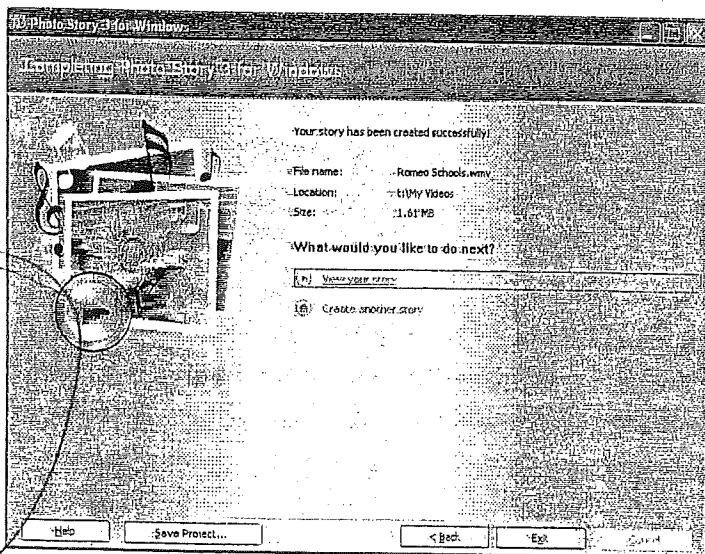 Photo Story 3 for Windows
Completing Photo Story 3 for Windows
Your story has been created successfully!
File name: Romeo Schools.wmv
Location: t:\My Videos
Size: 1.61 MB
What would you like to do next?
View your story
Create another story
Help
Save Project...
< Back
Exit
Cancel